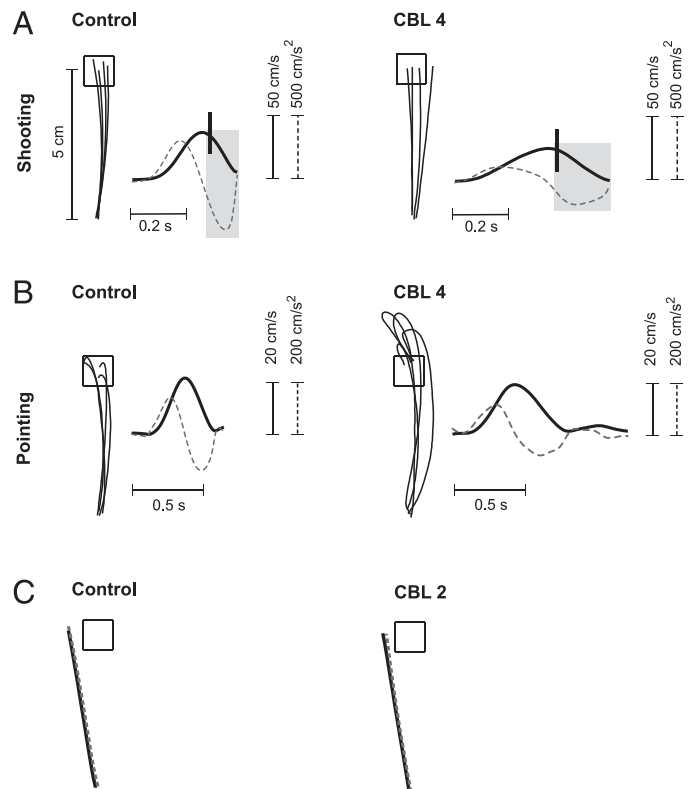 A
Control
CBL 4
Shooting
5 cm
50 cm/s
500 cm/s²
0.2 s
50 cm/s
500 cm/s²
0.2 s
B
Control
CBL 4
Pointing
20 cm/s
200 cm/s²
0.5 s
20 cm/s
200 cm/s²
0.5 s
C
Control
CBL 2